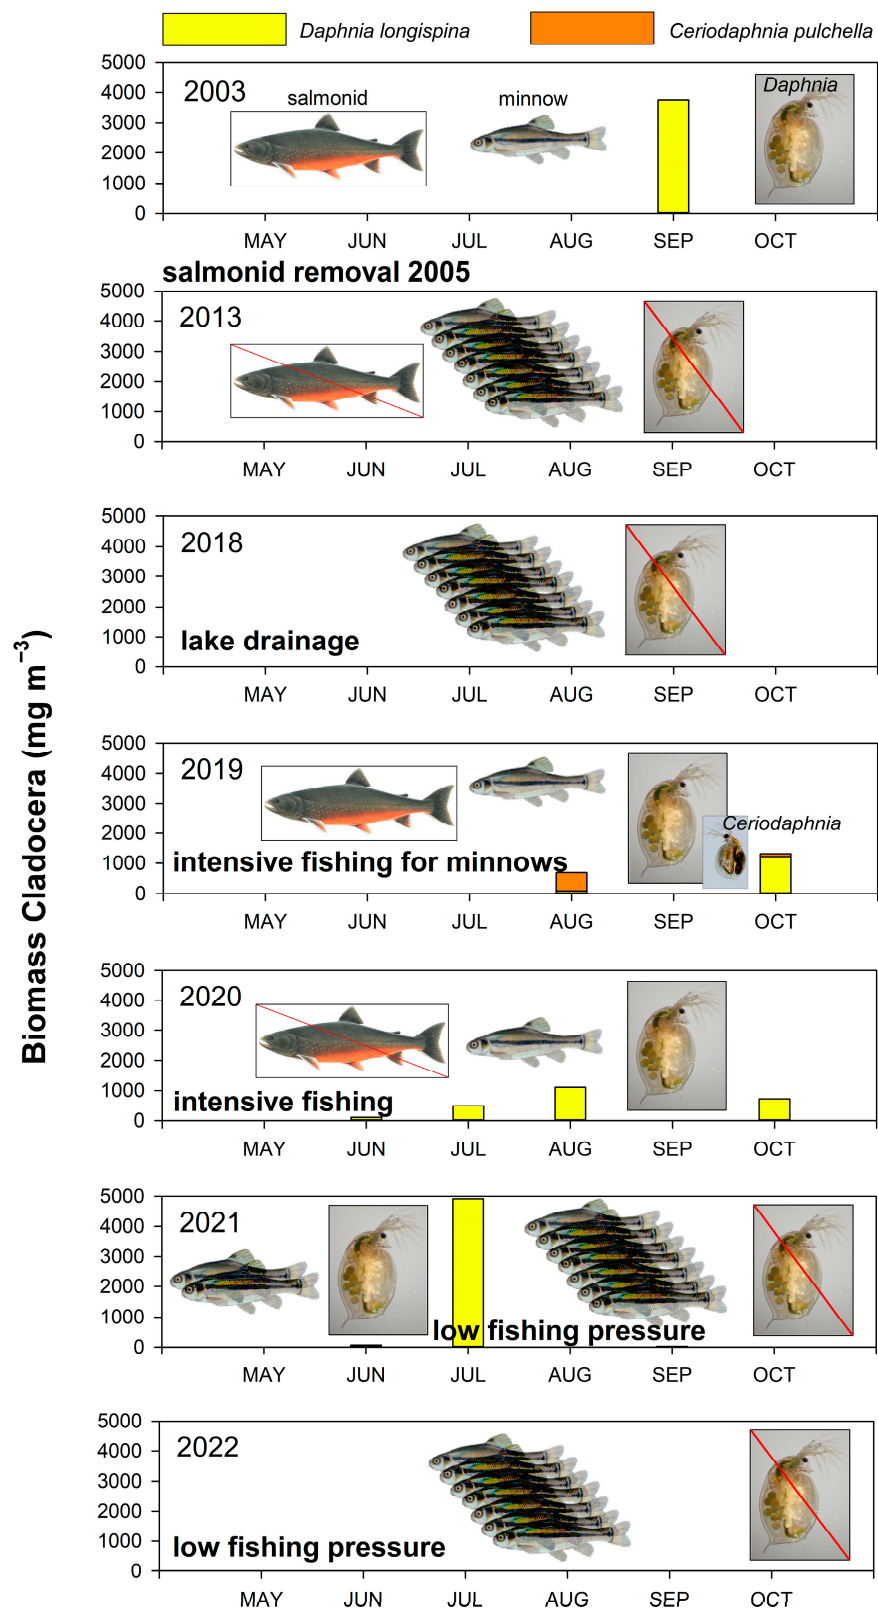 Daphnia longispina
Ceriodaphnia pulchella
Biomass Cladocera (mg m⁻³)
5000
4000
3000
2000
1000
0
2003
salmonid
minnow
Daphnia
MAY JUN JUL AUG SEP OCT
salmonid removal 2005
5000
4000
3000
2000
1000
0
2013
MAY JUN JUL AUG SEP OCT
5000
4000
3000
2000
1000
0
2018
lake drainage
MAY JUN JUL AUG SEP OCT
5000
4000
3000
2000
1000
0
2019
Ceriodaphnia
intensive fishing for minnows
MAY JUN JUL AUG SEP OCT
5000
4000
3000
2000
1000
0
2020
intensive fishing
MAY JUN JUL AUG SEP OCT
5000
4000
3000
2000
1000
0
2021
low fishing pressure
MAY JUN JUL AUG SEP OCT
5000
4000
3000
2000
1000
0
2022
low fishing pressure
MAY JUN JUL AUG SEP OCT